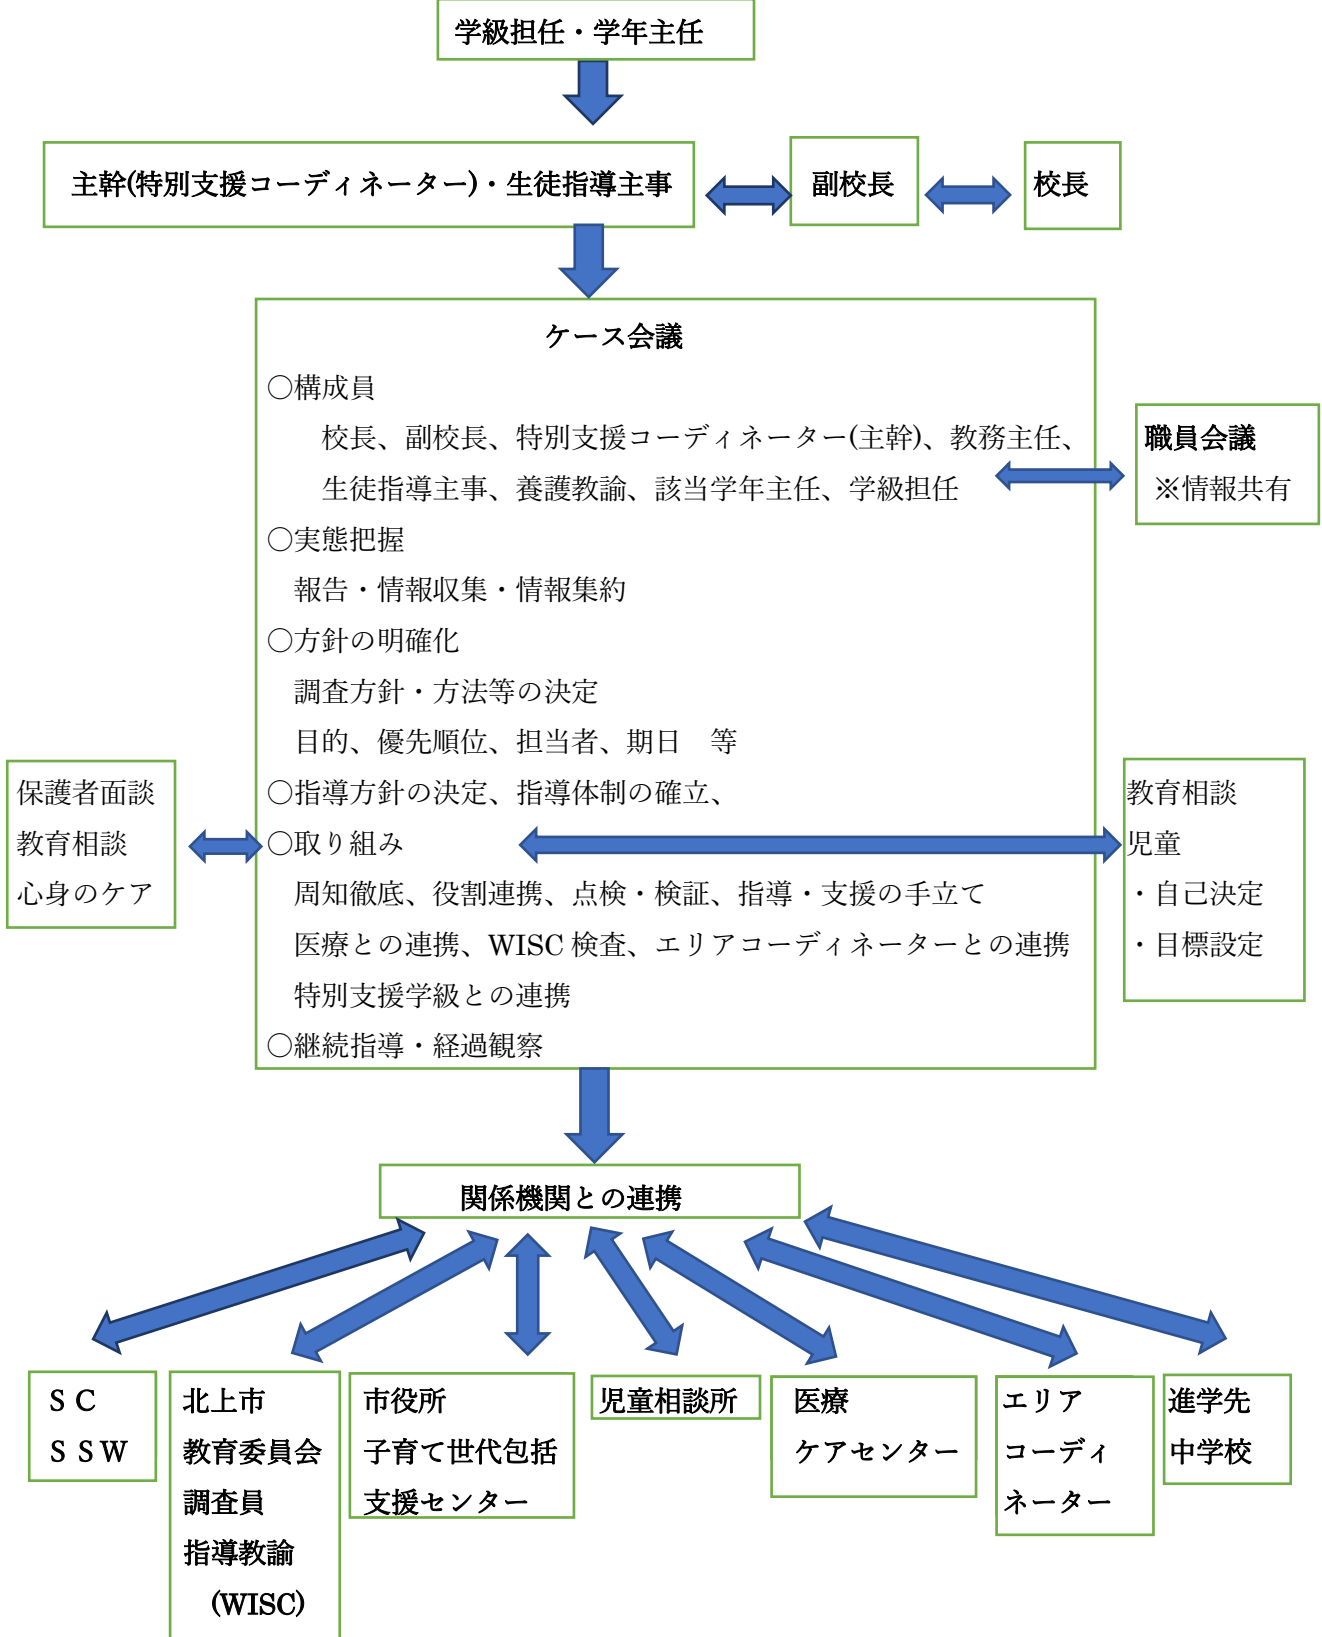 学級担任・学年主任
主幹(特別支援コーディネーター)・生徒指導主事
副校長
校長
ケース会議
〇構成員
校長、副校長、特別支援コーディネーター(主幹)、教務主任、
生徒指導主事、養護教諭、該当学年主任、学級担任
〇実態把握
報告・情報収集・情報集約
〇方針の明確化
調査方針・方法等の決定
目的、優先順位、担当者、期日　等
〇指導方針の決定、指導体制の確立、
〇取り組み
周知徹底、役割連携、点検・検証、指導・支援の手立て
医療との連携、WISC 検査、エリアコーディネーターとの連携
特別支援学級との連携
〇継続指導・経過観察
職員会議
※情報共有
保護者面談
教育相談
心身のケア
教育相談
児童
・自己決定
・目標設定
関係機関との連携
ＳＣ
ＳＳＷ
北上市
教育委員会
調査員
指導教諭
(WISC)
市役所
子育て世代包括
支援センター
児童相談所
医療
ケアセンター
エリア
コーディ
ネーター
進学先
中学校